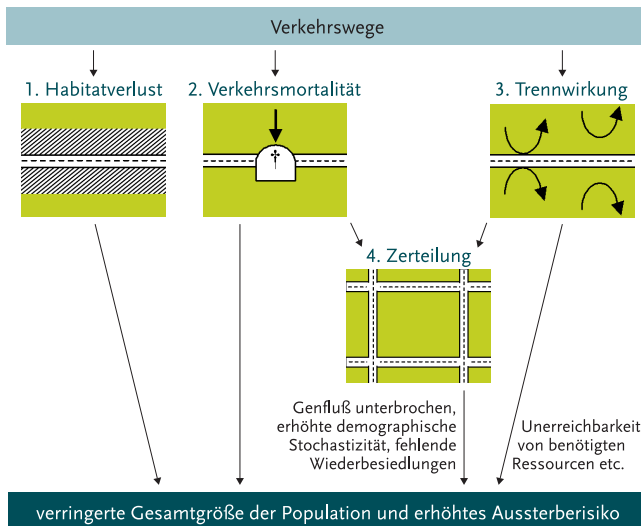 Verkehrswege
1. Habitatverlust
2. Verkehrsmortalität
3. Trennwirkung
†
4. Zerteilung
Genfluß unterbrochen,
erhöhte demographische
Stochastizität, fehlende
Wiederbesiedlungen
Unerreichbarkeit
von benötigten
Ressourcen etc.
verringerte Gesamtgröße der Population und erhöhtes Aussterberisiko